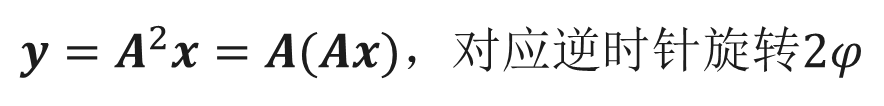 y = A²x = A(Ax)，对应逆时针旋转2φ